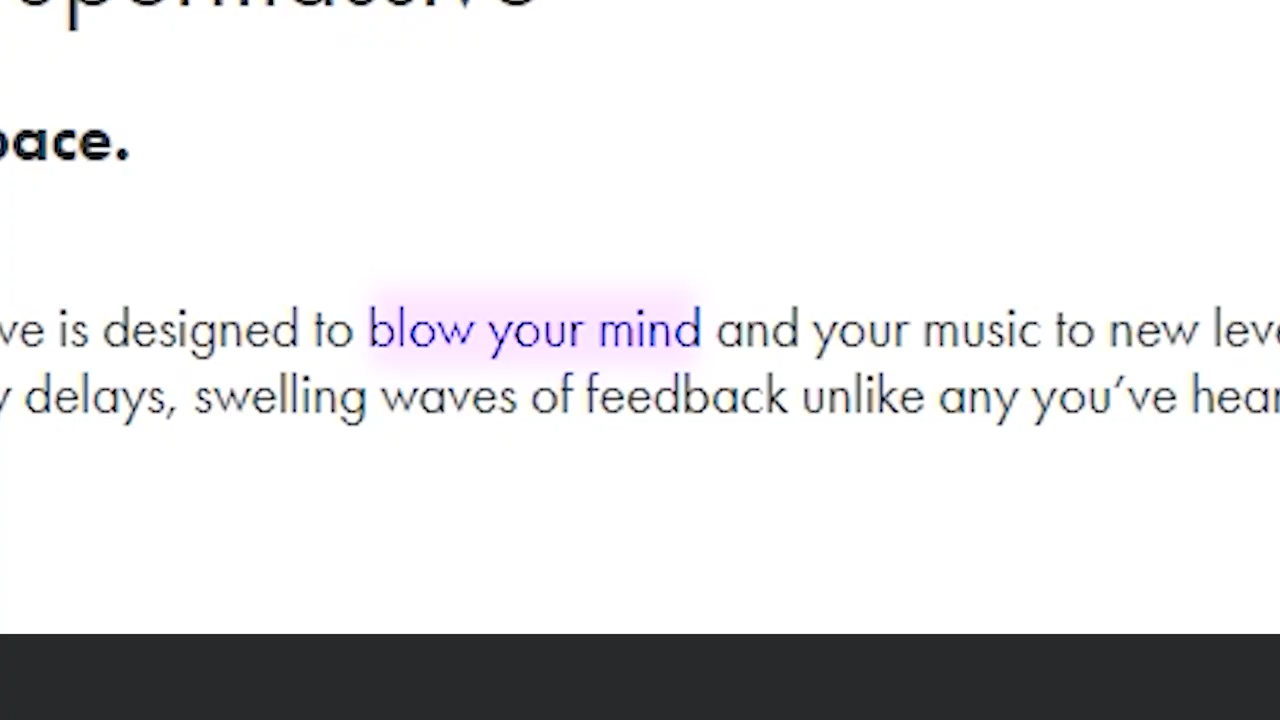 pace.
ve is designed to blow your mind and your music to new leve
y delays, swelling waves of feedback unlike any you’ve hear